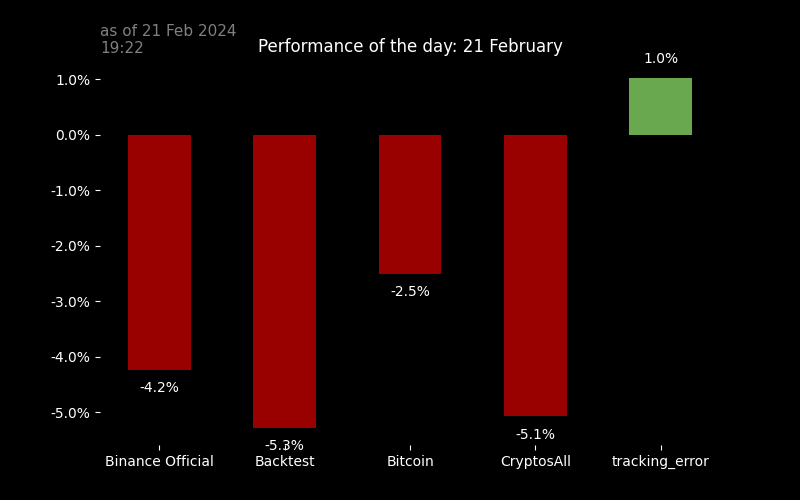 as of 21 Feb 2024
19:22
Performance of the day: 21 February
1.0%
1.0%
0.0%
-1.0%
-2.0%
-3.0%
-4.0%
-5.0%
-4.2%
-5.3%
-2.5%
-5.1%
Binance Official
Backtest
Bitcoin
CryptosAll
tracking_error